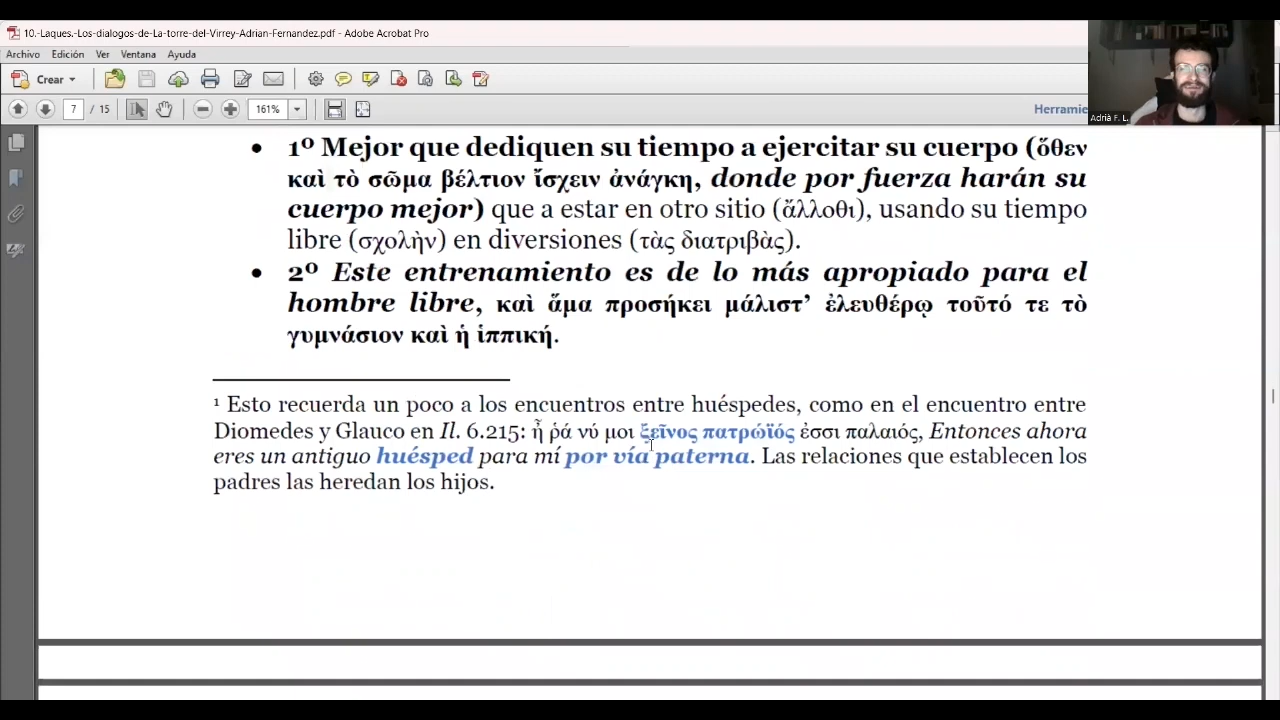 10.-Laques.-Los-dialogos-de-La-torre-del-Virrey-Adrian-Fernandez.pdf - Adobe Acrobat Pro
Archivo Edición Ver Ventana Ayuda
Crear
7 / 15 161% Herramie
Adrià F. L.
• 1º Mejor que dediquen su tiempo a ejercitar su cuerpo (ὅθεν
καὶ τὸ σῶμα βέλτιον ἴσχειν ἀνάγκη, donde por fuerza harán su
cuerpo mejor) que a estar en otro sitio (ἄλλοθι), usando su tiempo
libre (σχολὴν) en diversiones (τὰς διατριβὰς).
• 2º Este entrenamiento es de lo más apropiado para el
hombre libre, καὶ ἅμα προσήκει μάλιστ’ ἐλευθέρῳ τοῦτό τε τὸ
γυμνάσιον καὶ ἡ ἱππική.
¹ Esto recuerda un poco a los encuentros entre huéspedes, como en el encuentro entre
Diomedes y Glauco en Il. 6.215: ἦ ῥά νύ μοι ξεῖνος πατρώϊός ἐσσι παλαιός, Entonces ahora
eres un antiguo huésped para mí por vía paterna. Las relaciones que establecen los
padres las heredan los hijos.